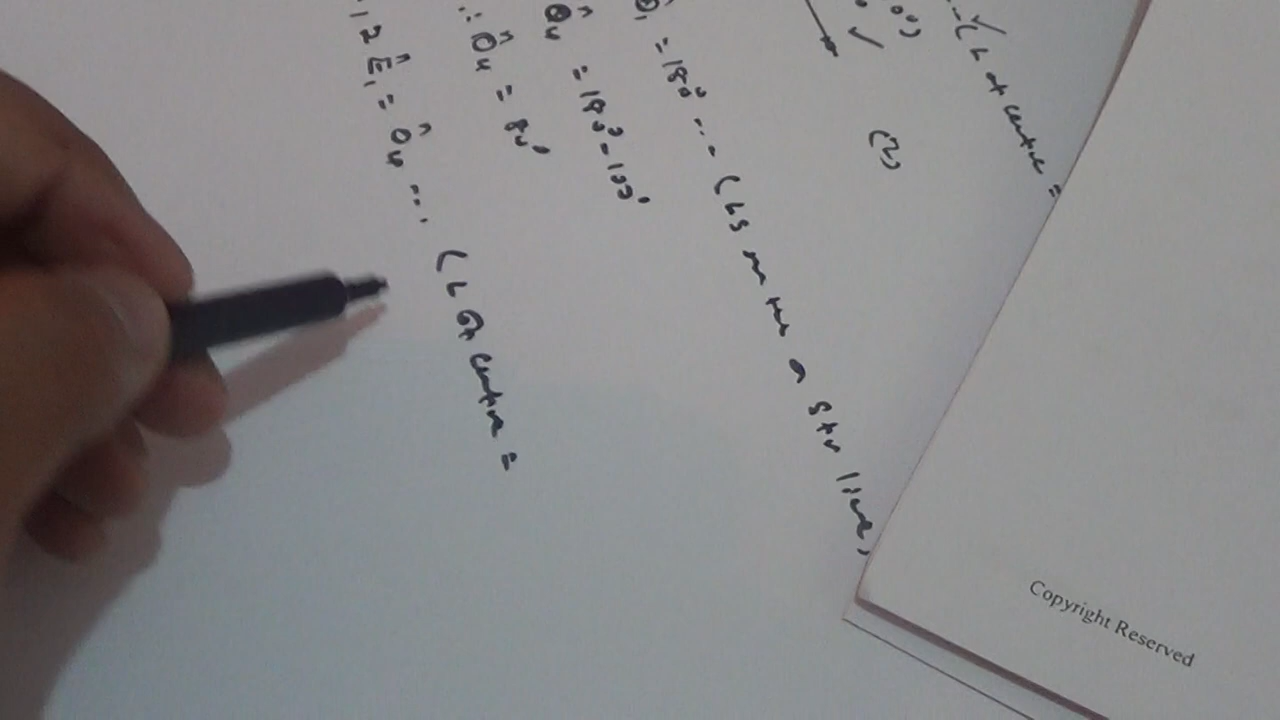 ...(∠ at centre =
0°)
(2)
Ô₁ = 180° ... (∠s on the a str line)
Ô₄ = 180° - 100°
∴ Ô₄ = 80°
2 Ê₁ = Ô₄ ... (∠ at centre =
Copyright Reserved